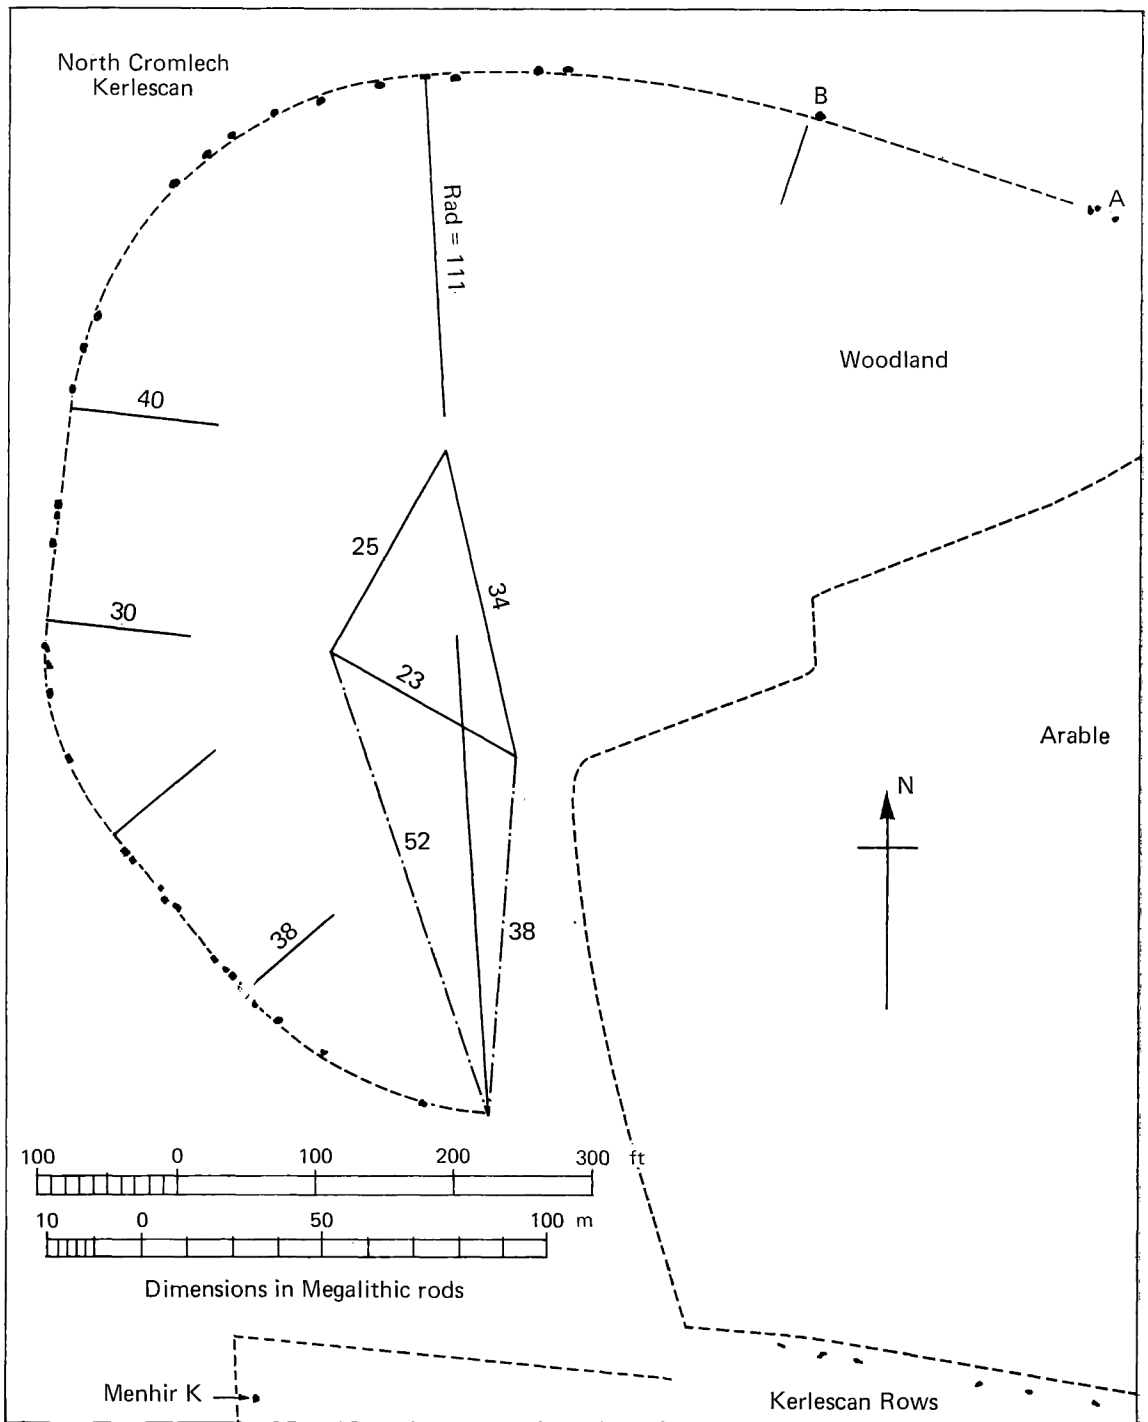 North Cromlech
Kerlescan
B
A
Rad = 111
Woodland
40
25
34
30
23
Arable
N
52
38
38
100 0 100 200 300 ft
10 0 50 100 m
Dimensions in Megalithic rods
Menhir K
Kerlescan Rows